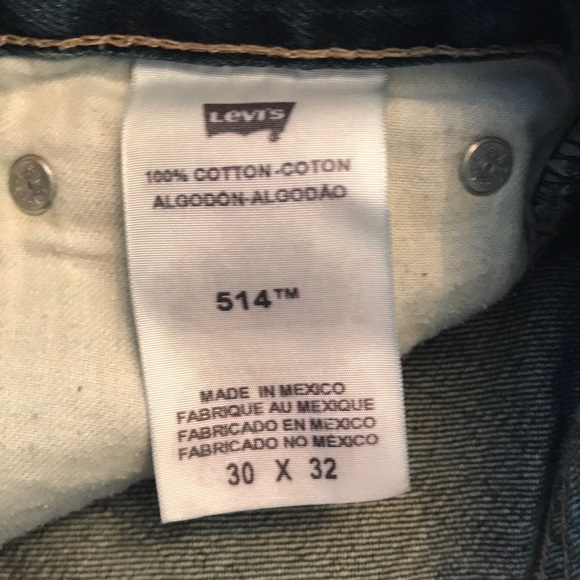 Levi's
100% COTTON-COTON
ALGODÓN-ALGODÃO
514™
MADE IN MEXICO
FABRIQUE AU MEXIQUE
FABRICADO EN MEXICO
FABRICADO NO MÉXICO
30 X 32